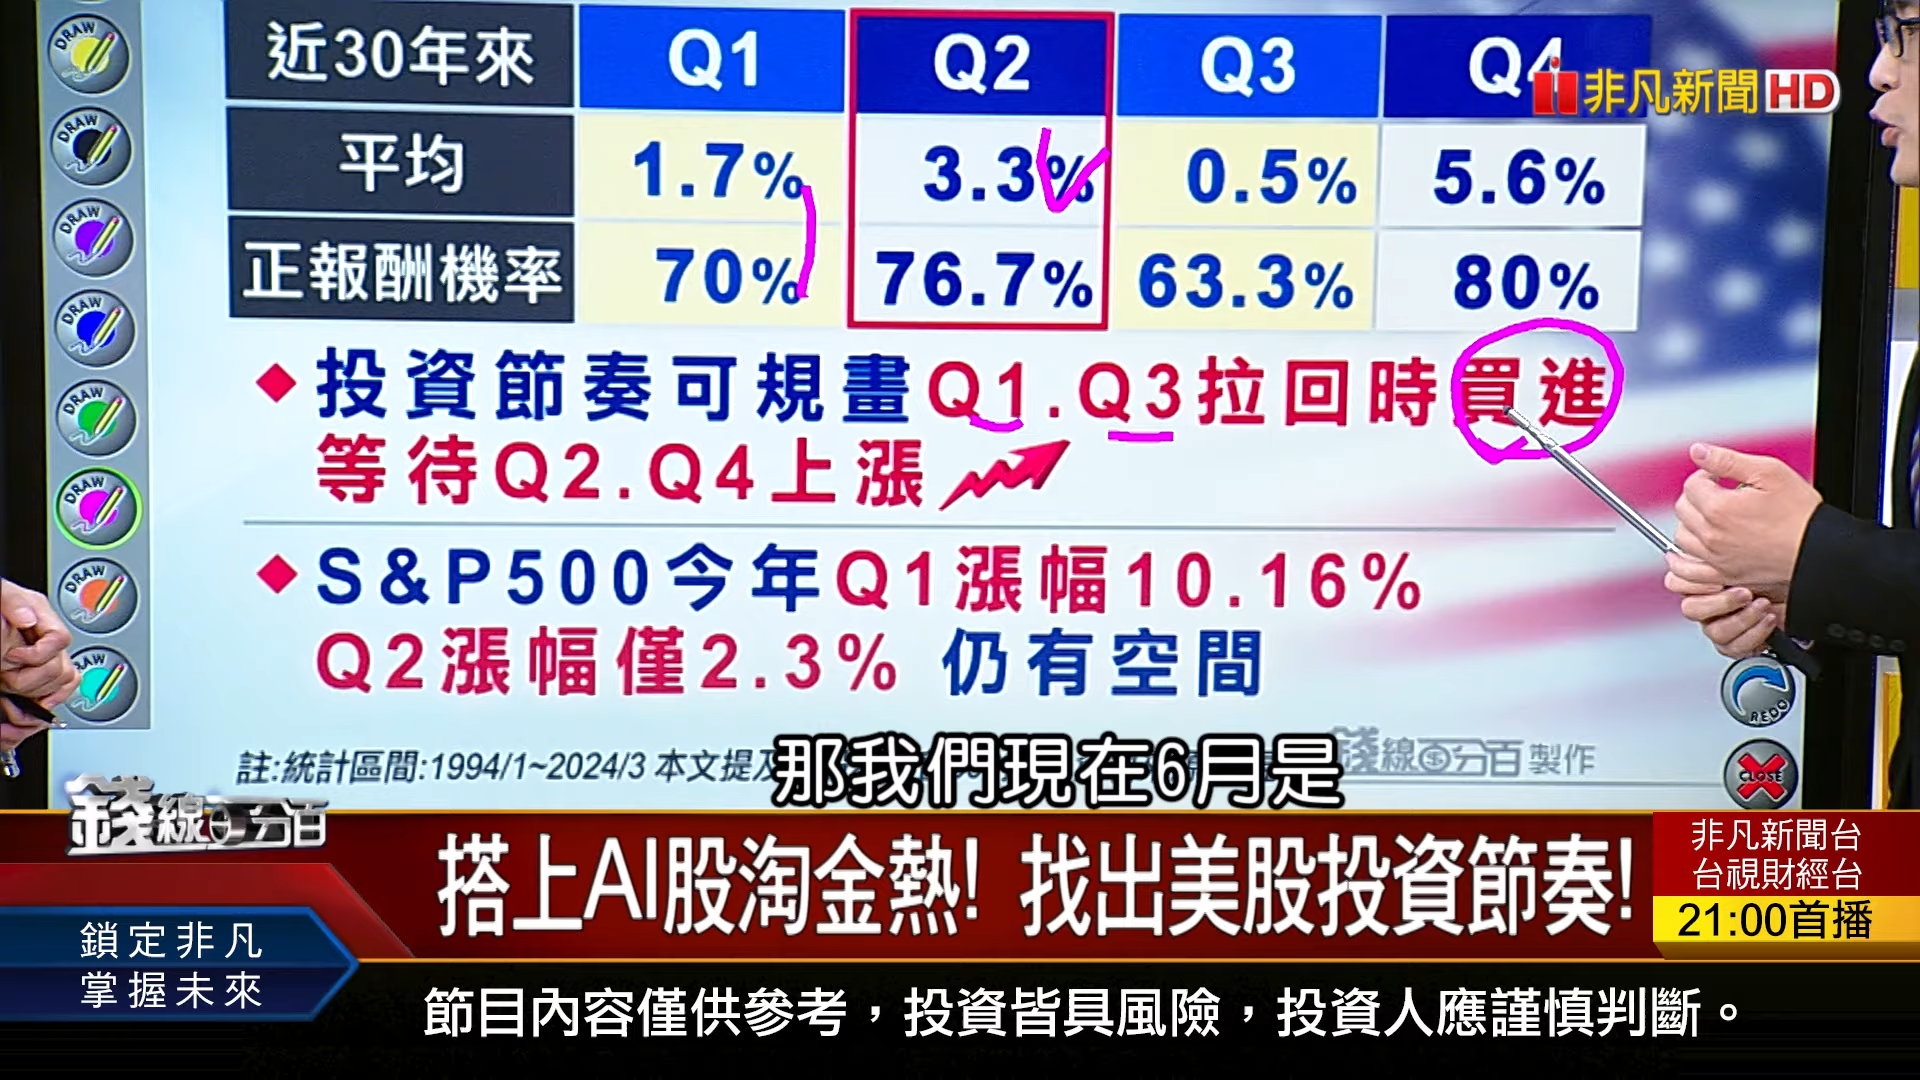 近30年來 Q1 Q2 Q3 Q4
非凡新聞HD
平均 1.7% 3.3% 0.5% 5.6%
正報酬機率 70% 76.7% 63.3% 80%
◆投資節奏可規畫Q1.Q3拉回時買進
等待Q2.Q4上漲
◆S&P500今年Q1漲幅10.16%
Q2漲幅僅2.3% 仍有空間
註:統計區間:1994/1~2024/3 本文提及
錢線百分百 製作
那我們現在6月是
錢線百分百
搭上AI股淘金熱! 找出美股投資節奏!
非凡新聞台
台視財經台
21:00首播
鎖定非凡
掌握未來
節目內容僅供參考，投資皆具風險，投資人應謹慎判斷。
DRAW
DRAW
DRAW
DRAW
DRAW
DRAW
DRAW
REDO
CLOSE